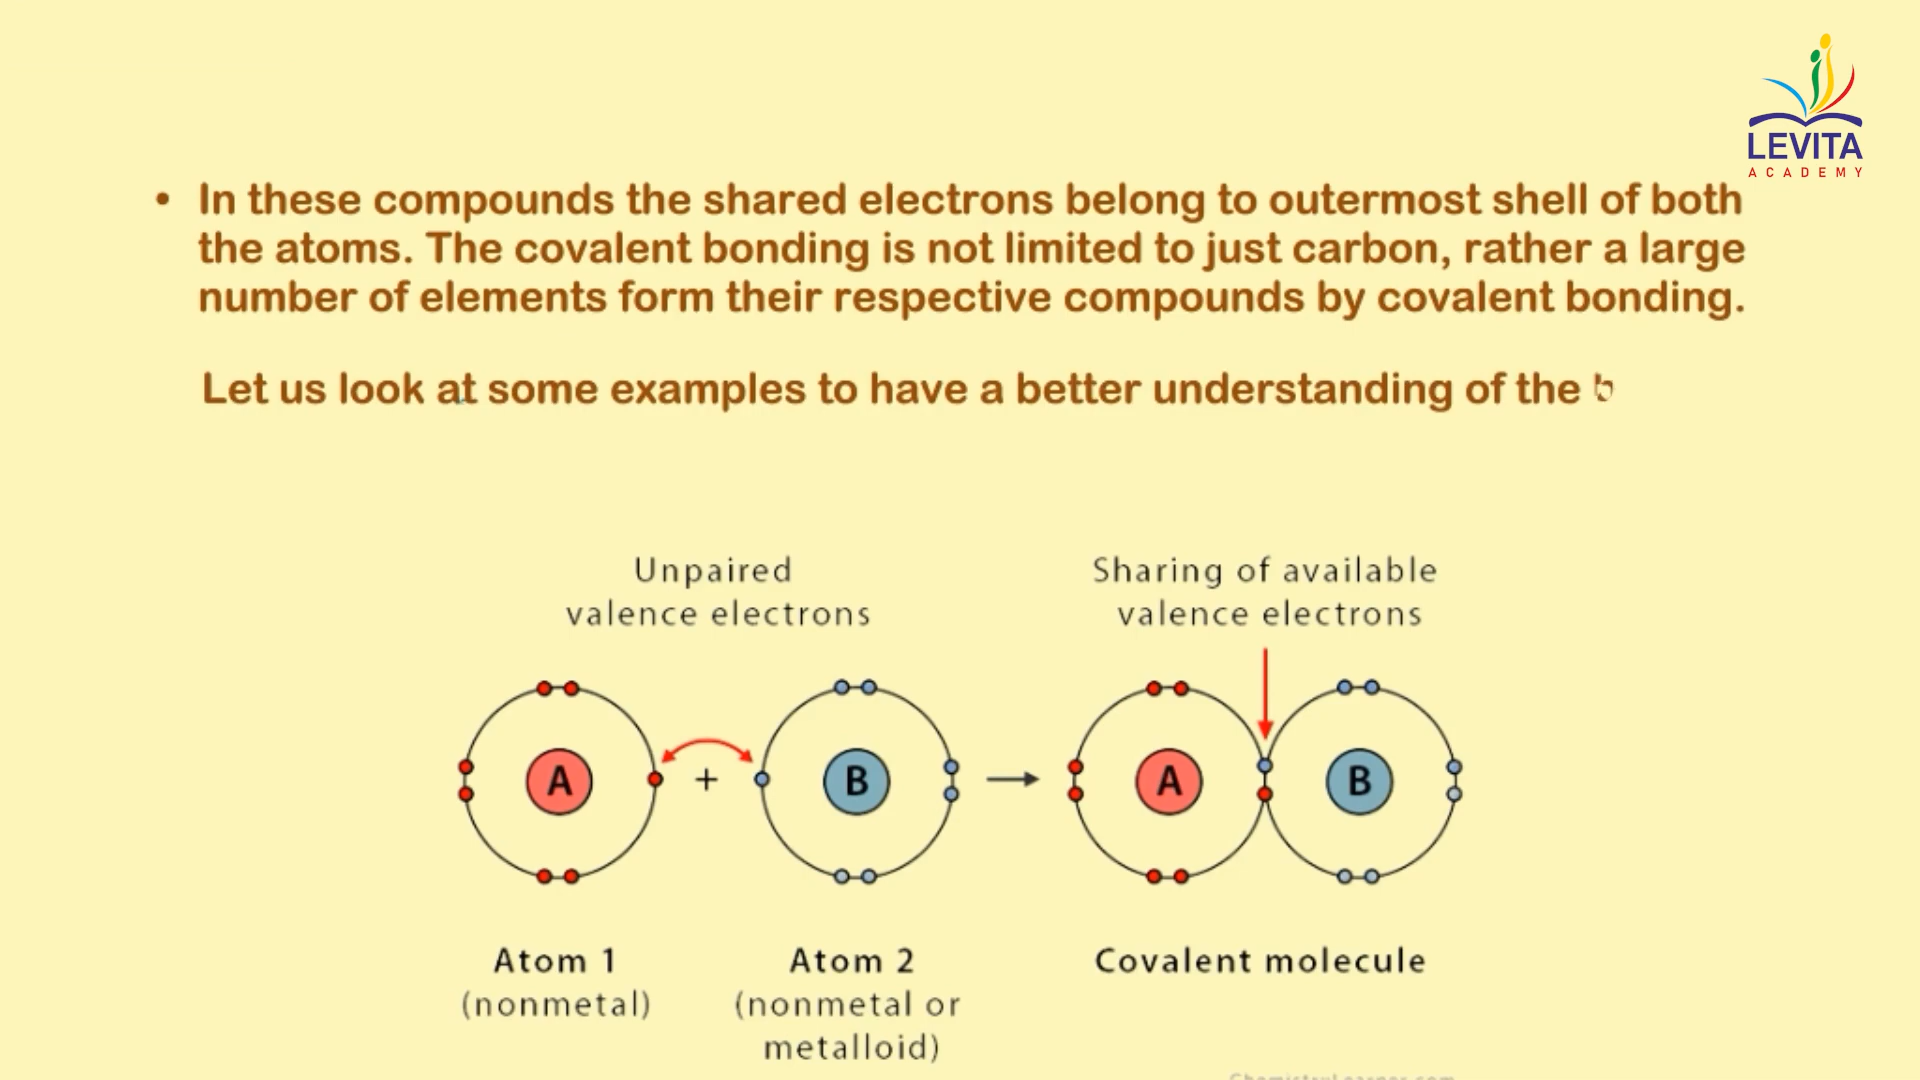 LEVITA
ACADEMY
• In these compounds the shared electrons belong to outermost shell of both
the atoms. The covalent bonding is not limited to just carbon, rather a large
number of elements form their respective compounds by covalent bonding.
Let us look at some examples to have a better understanding of the b
Unpaired
valence electrons
Sharing of available
valence electrons
A + B → A B
Atom 1
(nonmetal)
Atom 2
(nonmetal or
metalloid)
Covalent molecule